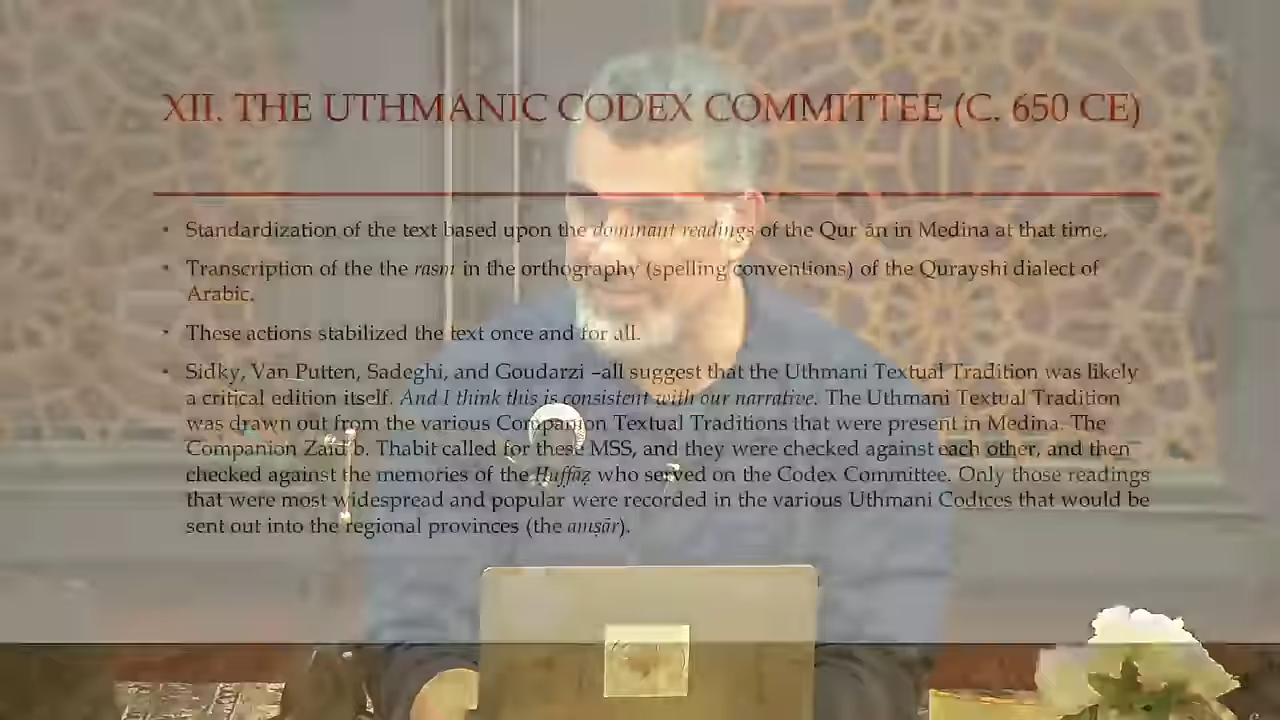 XII. THE UTHMANIC CODEX COMMITTEE (C. 650 CE)
• Standardization of the text based upon the dominant readings of the Qur ān in Medina at that time.
• Transcription of the the rasm in the orthography (spelling conventions) of the Qurayshi dialect of
Arabic.
• These actions stabilized the text once and for all.
• Sidky, Van Putten, Sadeghi, and Goudarzi –all suggest that the Uthmani Textual Tradition was likely
a critical edition itself. And I think this is consistent with our narrative. The Uthmani Textual Tradition
was drawn out from the various Companion Textual Traditions that were present in Medina. The
Companion Zaid b. Thabit called for these MSS, and they were checked against each other, and then
checked against the memories of the Ḥuffāẓ who served on the Codex Committee. Only those readings
that were most widespread and popular were recorded in the various Uthmani Codices that would be
sent out into the regional provinces (the amṣār).